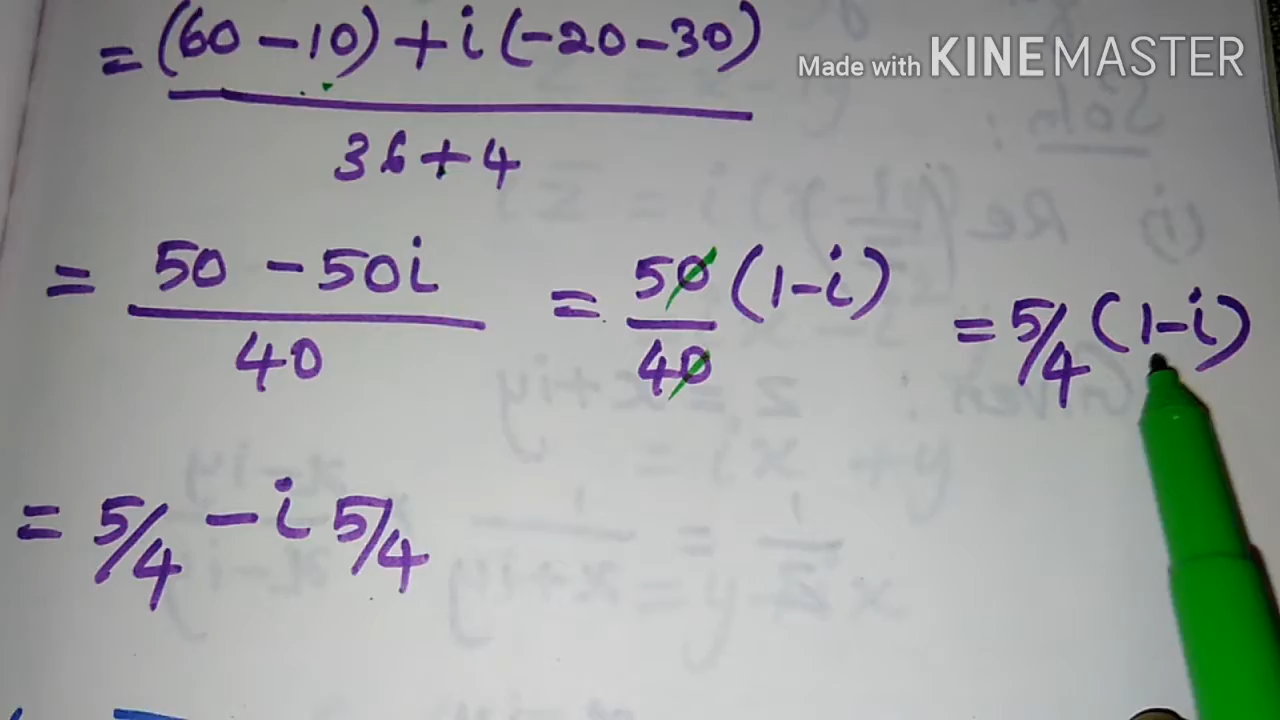 = (60 - 10) + i (-20 - 30)
Made with KINEMASTER
36 + 4
= 50 - 50i = 50 (1-i) = 5/4 (1-i)
40 40
= 5/4 - i 5/4